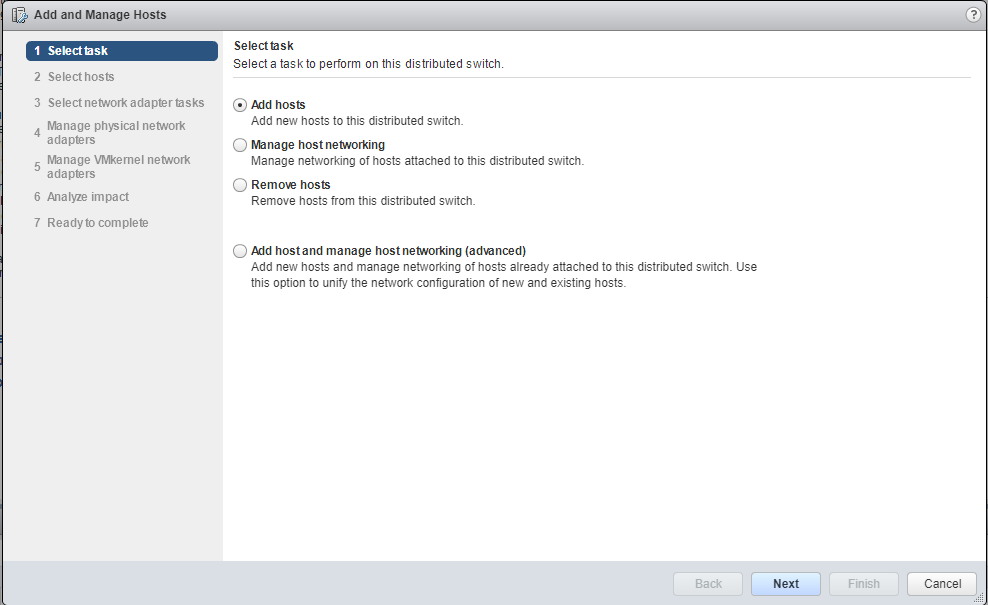 Add and Manage Hosts
?
1 Select task
2 Select hosts
3 Select network adapter tasks
4 Manage physical network
adapters
5 Manage VMkernel network
adapters
6 Analyze impact
7 Ready to complete
Select task
Select a task to perform on this distributed switch.
Add hosts
Add new hosts to this distributed switch.
Manage host networking
Manage networking of hosts attached to this distributed switch.
Remove hosts
Remove hosts from this distributed switch.
Add host and manage host networking (advanced)
Add new hosts and manage networking of hosts already attached to this distributed switch. Use
this option to unify the network configuration of new and existing hosts.
Back
Next
Finish
Cancel